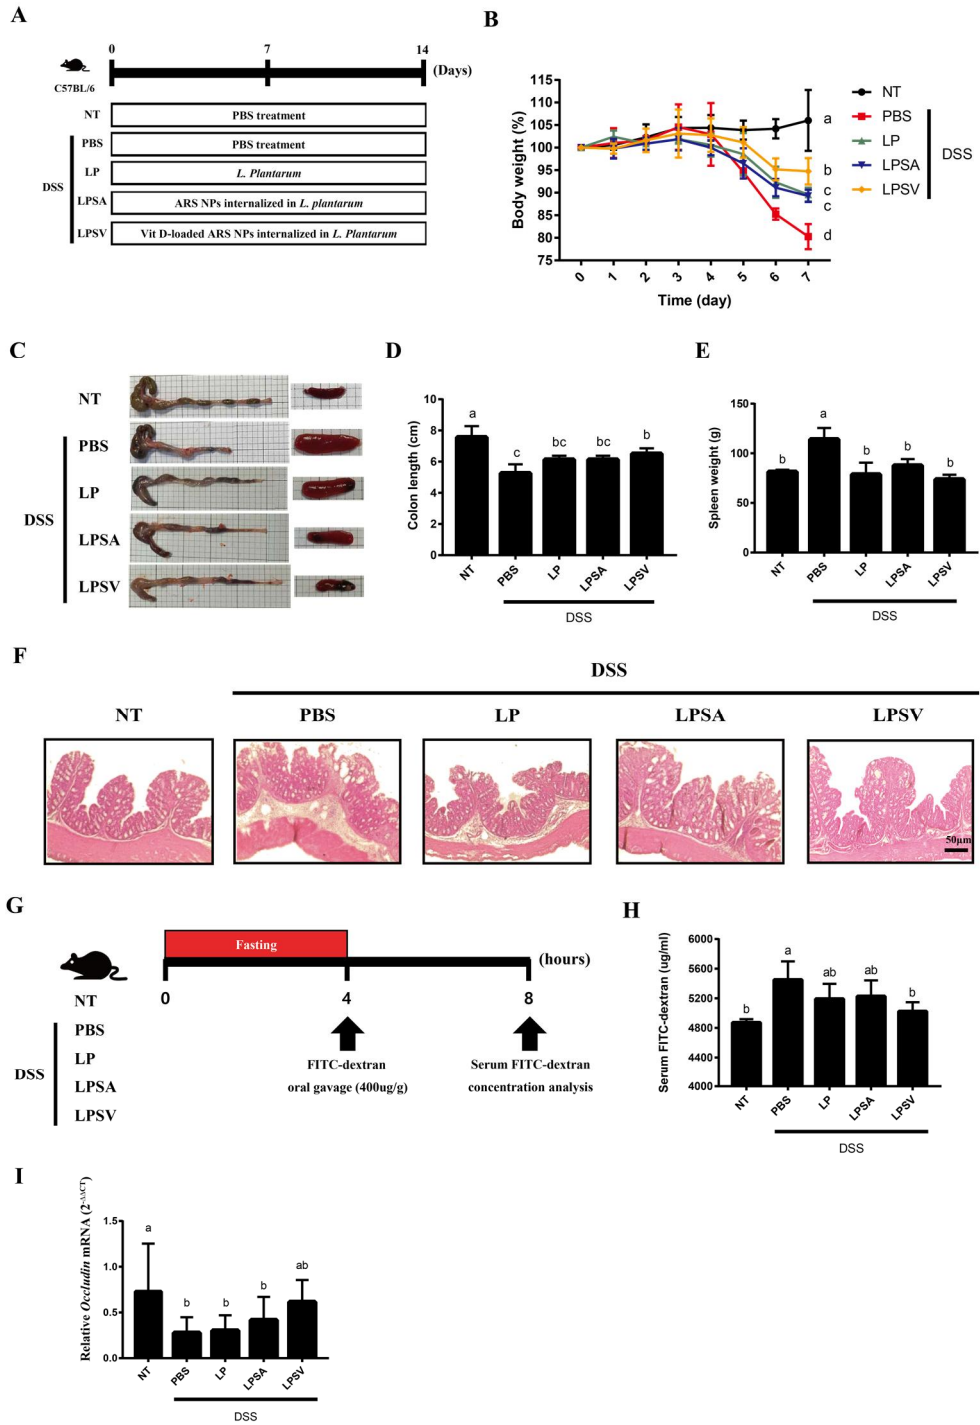 A
0 7 14
(Days)
C57BL/6
NT PBS treatment
PBS PBS treatment
LP L. Plantarum
DSS
LPSA ARS NPs internalized in L. plantarum
LPSV Vit D-loaded ARS NPs internalized in L. Plantarum
B
115
110
105
100
95
90
85
80
75
Body weight (%)
0 1 2 3 4 5 6 7
Time (day)
a
b
c
c
d
NT
PBS
LP
LPSA
LPSV
DSS
C
NT
PBS
LP
DSS
LPSA
LPSV
D
Colon length (cm)
10
8
6
4
2
0
a c bc bc b
NT PBS LP LPSA LPSV
DSS
E
Spleen weight (g)
150
100
50
0
b a b b b
NT PBS LP LPSA LPSV
DSS
F
DSS
NT PBS LP LPSA LPSV
50μm
G
Fasting
(hours)
0 4 8
NT
PBS
LP
DSS
LPSA
LPSV
FITC-dextran
oral gavage (400ug/g)
Serum FITC-dextran
concentration analysis
H
Serum FITC-dextran (ug/ml)
6000
5600
5200
4800
4400
4000
b a ab ab b
NT PBS LP LPSA LPSV
DSS
I
Relative Occludin mRNA (2^-ΔΔCT)
1.5
1.0
0.5
0.0
a b b b ab
NT PBS LP LPSA LPSV
DSS